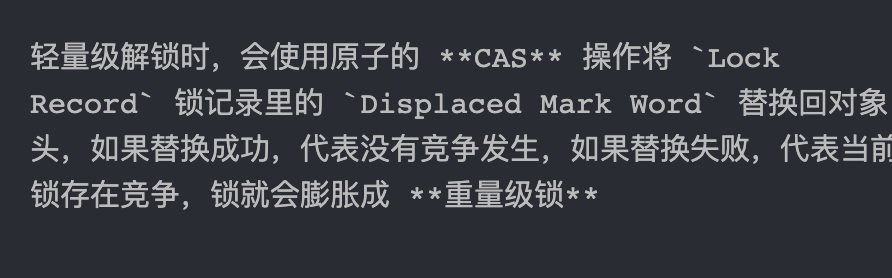 轻量级解锁时，会使用原子的 **CAS** 操作将 `Lock
Record` 锁记录里的 `Displaced Mark Word` 替换回对象
头，如果替换成功，代表没有竞争发生，如果替换失败，代表当前
锁存在竞争，锁就会膨胀成 **重量级锁**